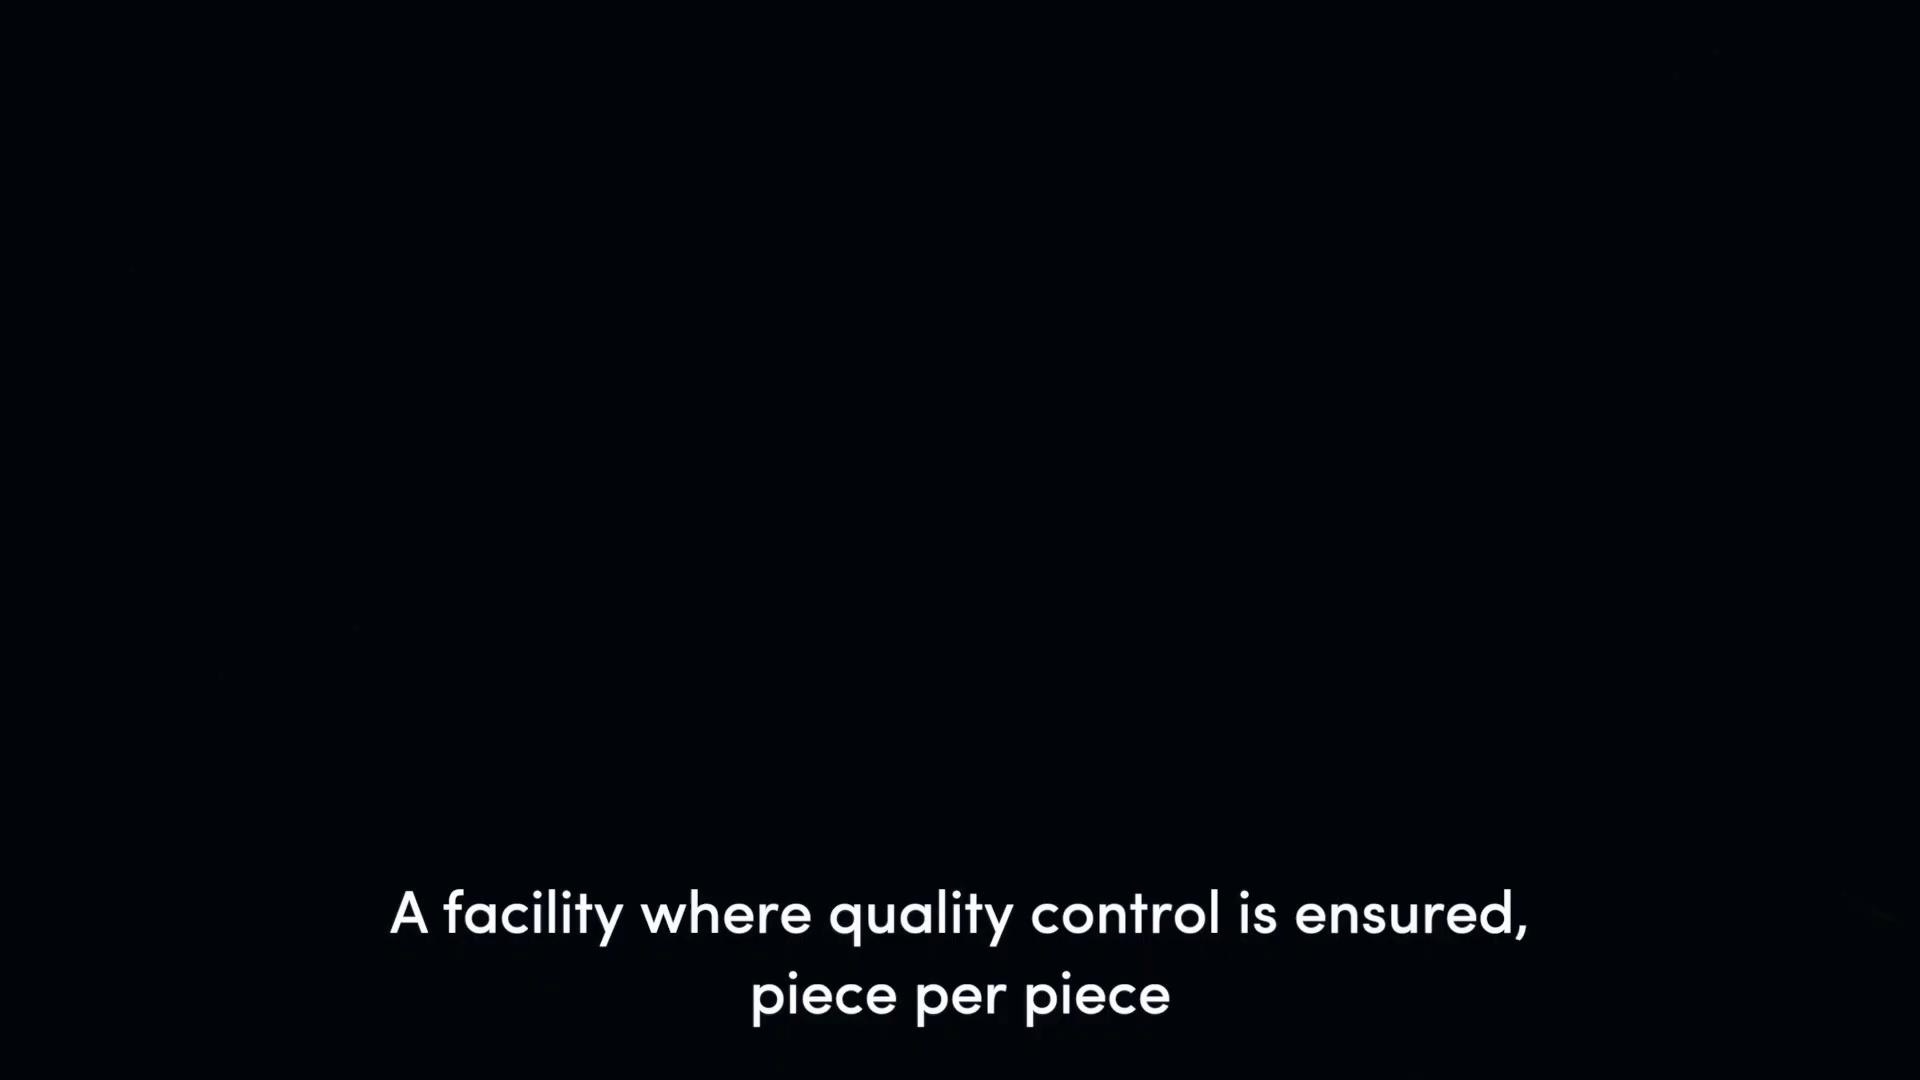 A facility where quality control is ensured,
piece per piece